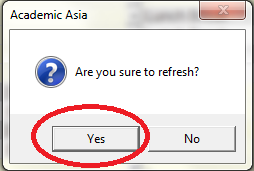 Academic Asia
Are you sure to refresh?
Yes No